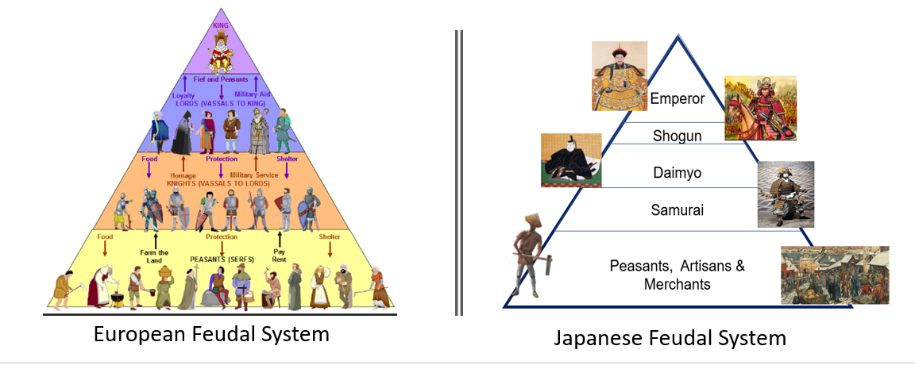 KING
Fief and Peasants
Loyalty
Military Aid
LORDS (VASSALS TO KING)
Food
Protection
Shelter
Homage
Military Service
KNIGHTS (VASSALS TO LORDS)
Food
Protection
Shelter
Farm the
Land
Pay
Rent
PEASANTS (SERFS)
European Feudal System
Emperor
Shogun
Daimyo
Samurai
Peasants, Artisans &
Merchants
Japanese Feudal System